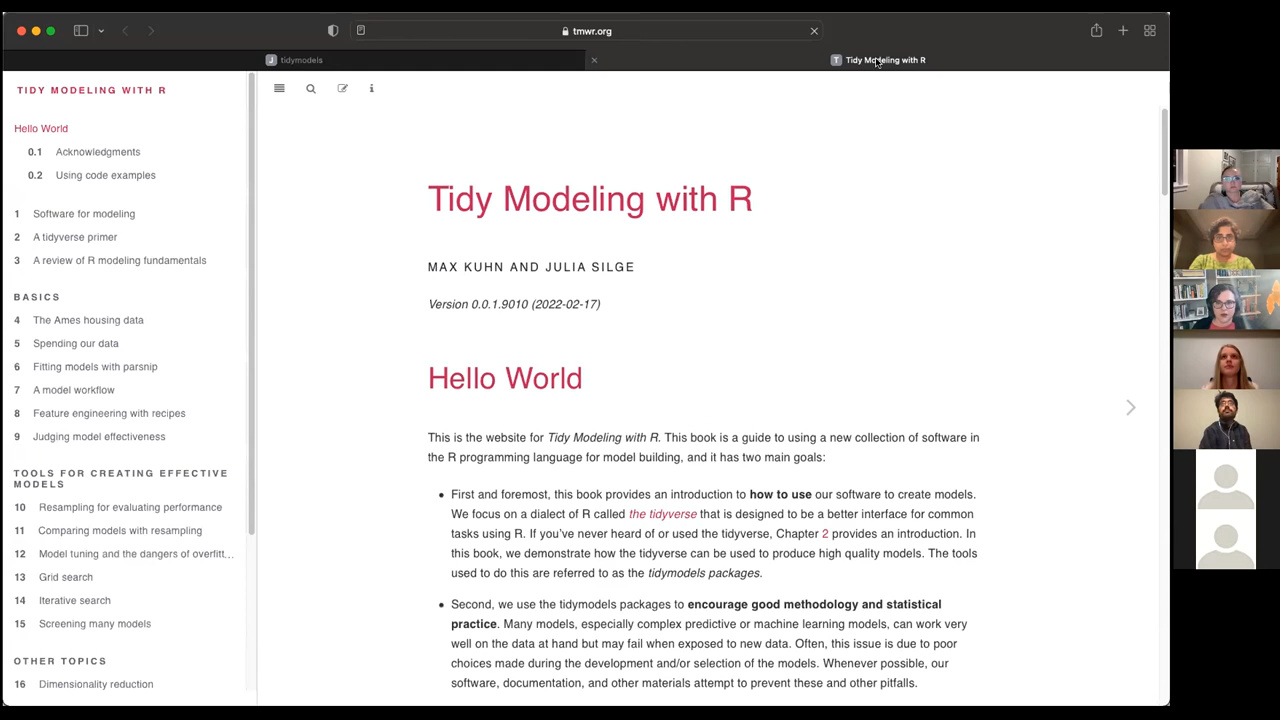 tmwr.org
J tidymodels
T Tidy Modeling with R
TIDY MODELING WITH R
Hello World
0.1 Acknowledgments
0.2 Using code examples
1 Software for modeling
2 A tidyverse primer
3 A review of R modeling fundamentals
BASICS
4 The Ames housing data
5 Spending our data
6 Fitting models with parsnip
7 A model workflow
8 Feature engineering with recipes
9 Judging model effectiveness
TOOLS FOR CREATING EFFECTIVE
MODELS
10 Resampling for evaluating performance
11 Comparing models with resampling
12 Model tuning and the dangers of overfitt…
13 Grid search
14 Iterative search
15 Screening many models
OTHER TOPICS
16 Dimensionality reduction
Tidy Modeling with R
MAX KUHN AND JULIA SILGE
Version 0.0.1.9010 (2022-02-17)
Hello World
This is the website for Tidy Modeling with R. This book is a guide to using a new collection of software in
the R programming language for model building, and it has two main goals:
• First and foremost, this book provides an introduction to how to use our software to create models.
We focus on a dialect of R called the tidyverse that is designed to be a better interface for common
tasks using R. If you've never heard of or used the tidyverse, Chapter 2 provides an introduction. In
this book, we demonstrate how the tidyverse can be used to produce high quality models. The tools
used to do this are referred to as the tidymodels packages.
• Second, we use the tidymodels packages to encourage good methodology and statistical
practice. Many models, especially complex predictive or machine learning models, can work very
well on the data at hand but may fail when exposed to new data. Often, this issue is due to poor
choices made during the development and/or selection of the models. Whenever possible, our
software, documentation, and other materials attempt to prevent these and other pitfalls.